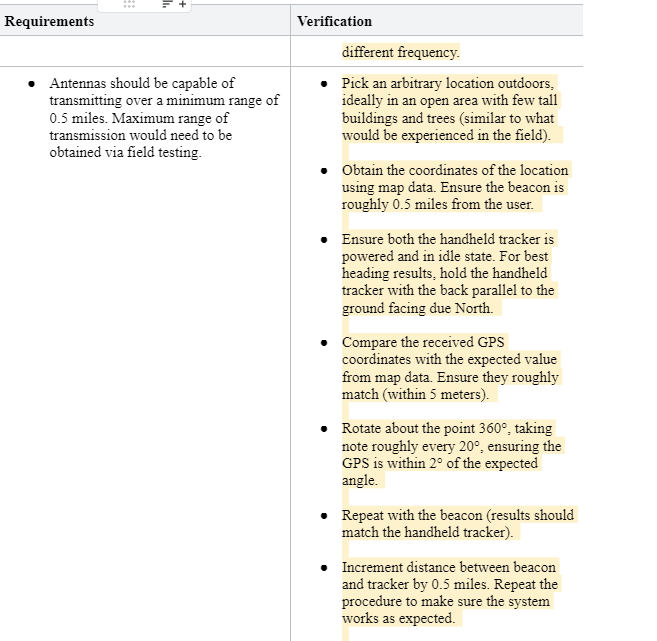 Requirements
Verification
different frequency.
● Antennas should be capable of
transmitting over a minimum range of
0.5 miles. Maximum range of
transmission would need to be
obtained via field testing.
● Pick an arbitrary location outdoors,
ideally in an open area with few tall
buildings and trees (similar to what
would be experienced in the field).
● Obtain the coordinates of the location
using map data. Ensure the beacon is
roughly 0.5 miles from the user.
● Ensure both the handheld tracker is
powered and in idle state. For best
heading results, hold the handheld
tracker with the back parallel to the
ground facing due North.
● Compare the received GPS
coordinates with the expected value
from map data. Ensure they roughly
match (within 5 meters).
● Rotate about the point 360°, taking
note roughly every 20°, ensuring the
GPS is within 2° of the expected
angle.
● Repeat with the beacon (results should
match the handheld tracker).
● Increment distance between beacon
and tracker by 0.5 miles. Repeat the
procedure to make sure the system
works as expected.